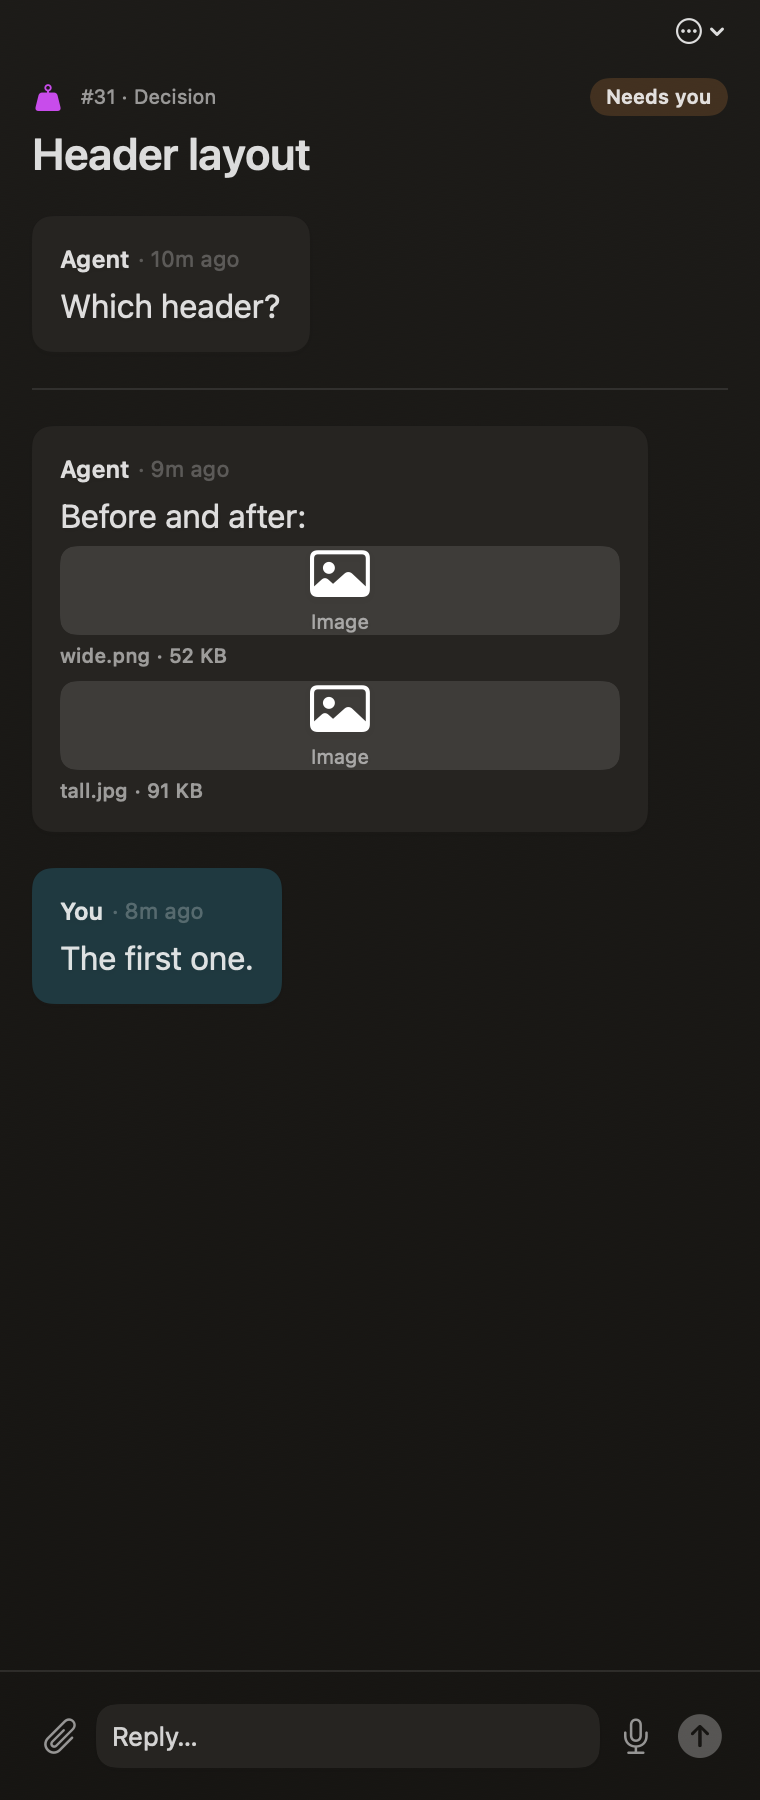 #31 · Decision
Needs you
Header layout
Agent · 10m ago
Which header?
Agent · 9m ago
Before and after:
Image
wide.png · 52 KB
Image
tall.jpg · 91 KB
You · 8m ago
The first one.
Reply...